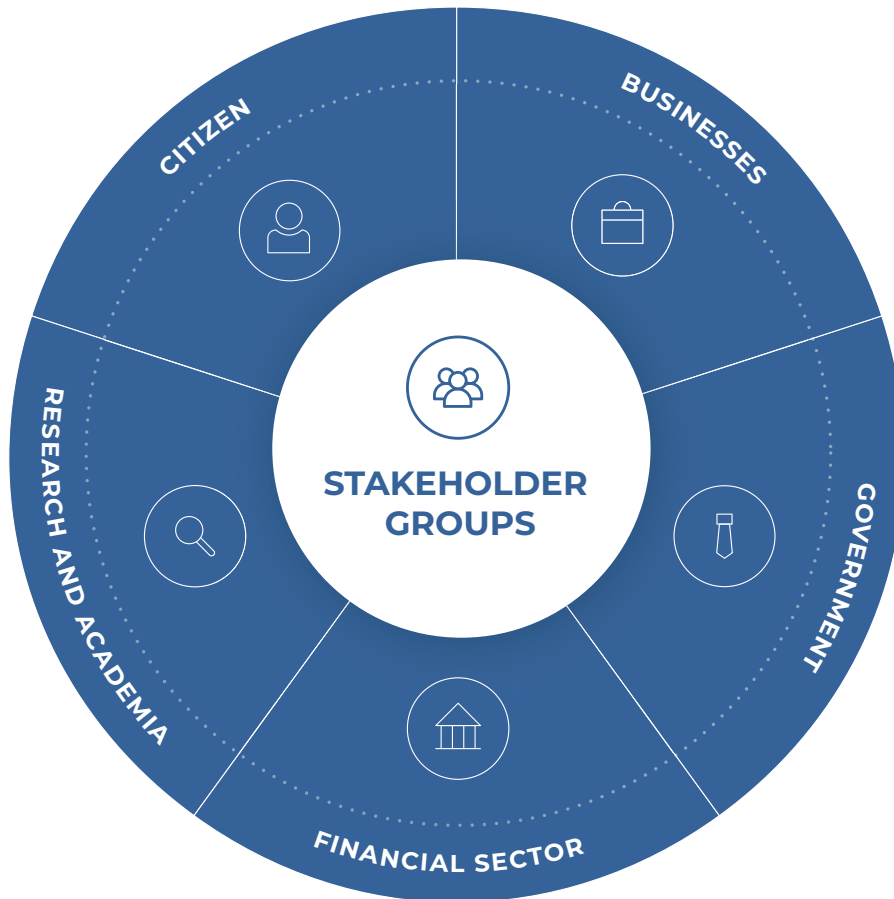 CITIZEN
BUSINESSES
STAKEHOLDER
GROUPS
RESEARCH AND ACADEMIA
GOVERNMENT
FINANCIAL SECTOR